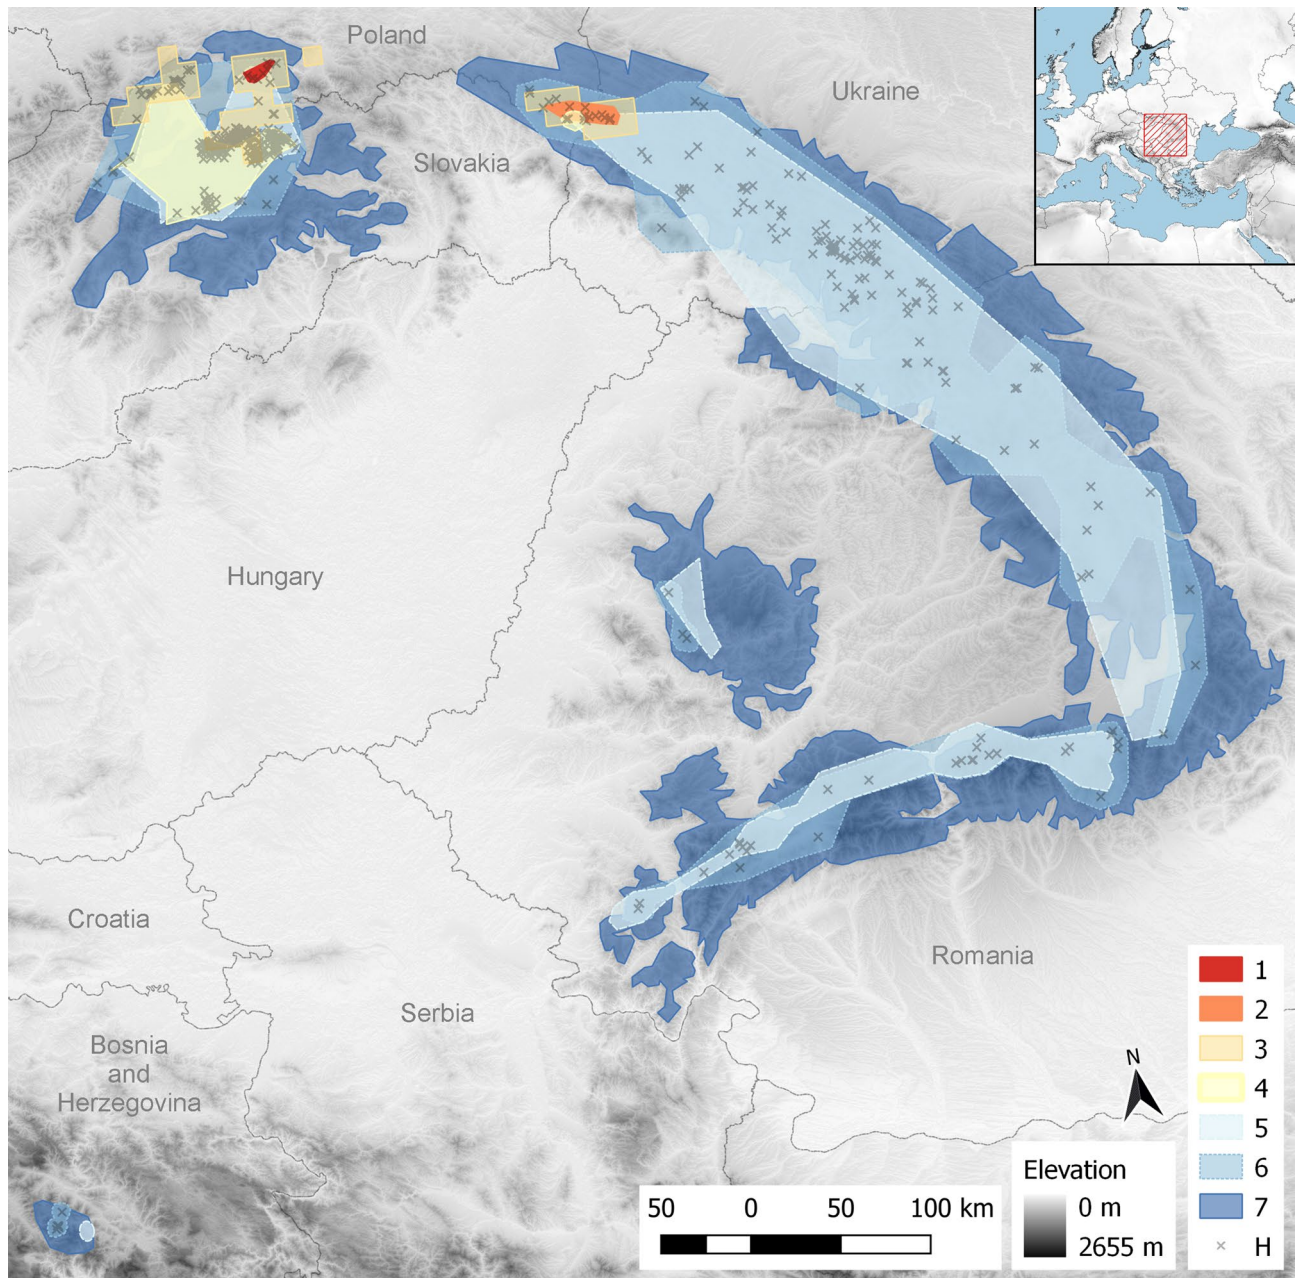 Poland
Ukraine
Slovakia
Hungary
Croatia
Romania
Serbia
Bosnia
and
Herzegovina
N
1
2
3
4
5
6
7
H
Elevation
0 m
2655 m
50 0 50 100 km